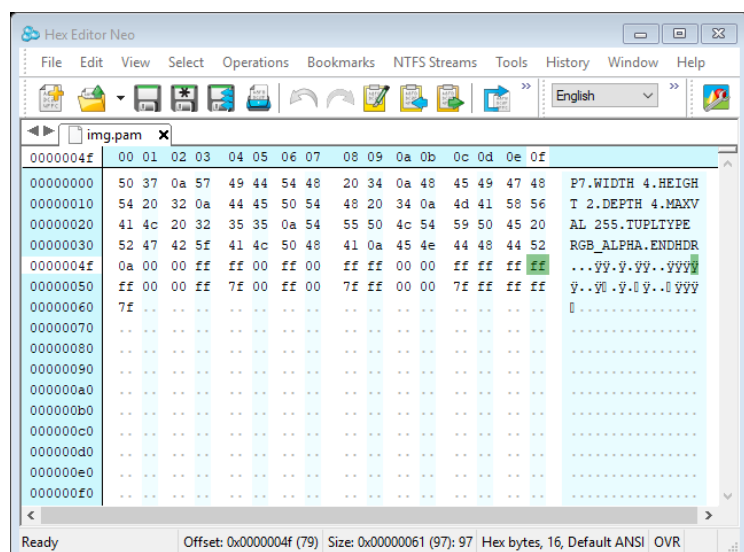 Hex Editor Neo
File Edit View Select Operations Bookmarks NTFS Streams Tools History Window Help
English
img.pam
0000004f 00 01 02 03 04 05 06 07 08 09 0a 0b 0c 0d 0e 0f
00000000 50 37 0a 57 49 44 54 48 20 34 0a 48 45 49 47 48 P7.WIDTH 4.HEIGH
00000010 54 20 32 0a 44 45 50 54 48 20 34 0a 4d 41 58 56 T 2.DEPTH 4.MAXV
00000020 41 4c 20 32 35 35 0a 54 55 50 4c 54 59 50 45 20 AL 255.TUPLTYPE
00000030 52 47 42 5f 41 4c 50 48 41 0a 45 4e 44 48 44 52 RGB_ALPHA.ENDHDR
0000004f 0a 00 00 ff ff 00 ff 00 ff ff 00 00 ff ff ff ff ...ÿÿ.ÿ.ÿÿ..ÿÿÿÿ
00000050 ff 00 00 ff 7f 00 ff 00 7f ff 00 00 7f ff ff ff ÿ..ÿ▯.ÿ.▯ÿ..▯ÿÿÿ
00000060 7f .. .. .. .. .. .. .. .. .. .. .. .. .. .. .. ▯...............
00000070 .. .. .. .. .. .. .. .. .. .. .. .. .. .. .. .. ................
00000080 .. .. .. .. .. .. .. .. .. .. .. .. .. .. .. .. ................
00000090 .. .. .. .. .. .. .. .. .. .. .. .. .. .. .. .. ................
000000a0 .. .. .. .. .. .. .. .. .. .. .. .. .. .. .. .. ................
000000b0 .. .. .. .. .. .. .. .. .. .. .. .. .. .. .. .. ................
000000c0 .. .. .. .. .. .. .. .. .. .. .. .. .. .. .. .. ................
000000d0 .. .. .. .. .. .. .. .. .. .. .. .. .. .. .. .. ................
000000e0 .. .. .. .. .. .. .. .. .. .. .. .. .. .. .. .. ................
000000f0 .. .. .. .. .. .. .. .. .. .. .. .. .. .. .. .. ................
Ready Offset: 0x0000004f (79) Size: 0x00000061 (97): 97 Hex bytes, 16, Default ANSI OVR